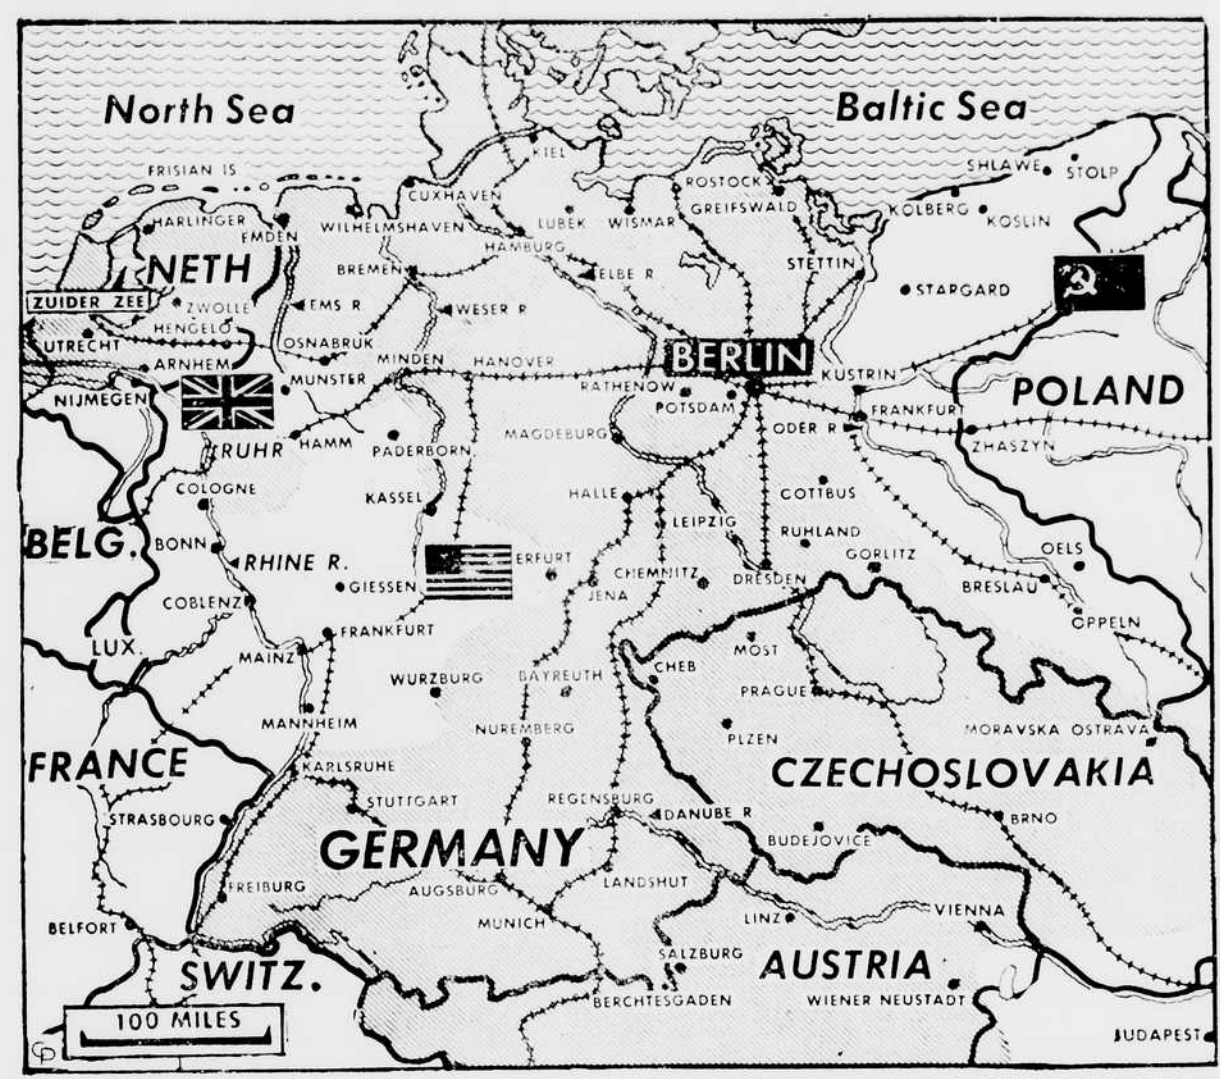 North Sea
Baltic Sea
FRISIAN IS
KIEL
SHLAWE
STOLP
CUXHAVEN
ROSTOCK
HARLINGER
EMDEN
WILHELMSHAVEN
LUBEK
WISMAR
GREIFSWALD
KOLBERG
KOSLIN
HAMBURG
NETH
BREMEN
ELBE R
STETTIN
ZUIDER ZEE
ZWOLLE
EMS R
WESER R
STARGARD
HENGELO
UTRECHT
OSNABRUK
ARNHEM
MINDEN
HANOVER
BERLIN
KUSTRIN
NIJMEGEN
MUNSTER
RATHENOW
POTSDAM
POLAND
FRANKFURT
RUHR
HAMM
PADERBORN
MAGDEBURG
ODER R
ZHASZYN
COLOGNE
KASSEL
HALLE
COTTBUS
LEIPZIG
RUHLAND
BELG.
BONN
RHINE R.
ERFURT
GORLITZ
OELS
GIESSEN
CHEMNITZ
DRESDEN
BRESLAU
JENA
COBLENZ
OPPELN
LUX.
FRANKFURT
MAINZ
MOST
CHEB
WURZBURG
BAYREUTH
PRAGUE
MANNHEIM
NUREMBERG
PLZEN
MORAVSKA OSTRAVA
FRANCE
KARLSRUHE
CZECHOSLOVAKIA
STUTTGART
REGENSBURG
DANUBE R
STRASBOURG
BRNO
GERMANY
BUDEJOVICE
FREIBURG
AUGSBURG
LANDSHUT
BELFORT
MUNICH
LINZ
VIENNA
SALZBURG
SWITZ.
AUSTRIA
BERCHTESGADEN
WIENER NEUSTADT
100 MILES
BUDAPEST
CP